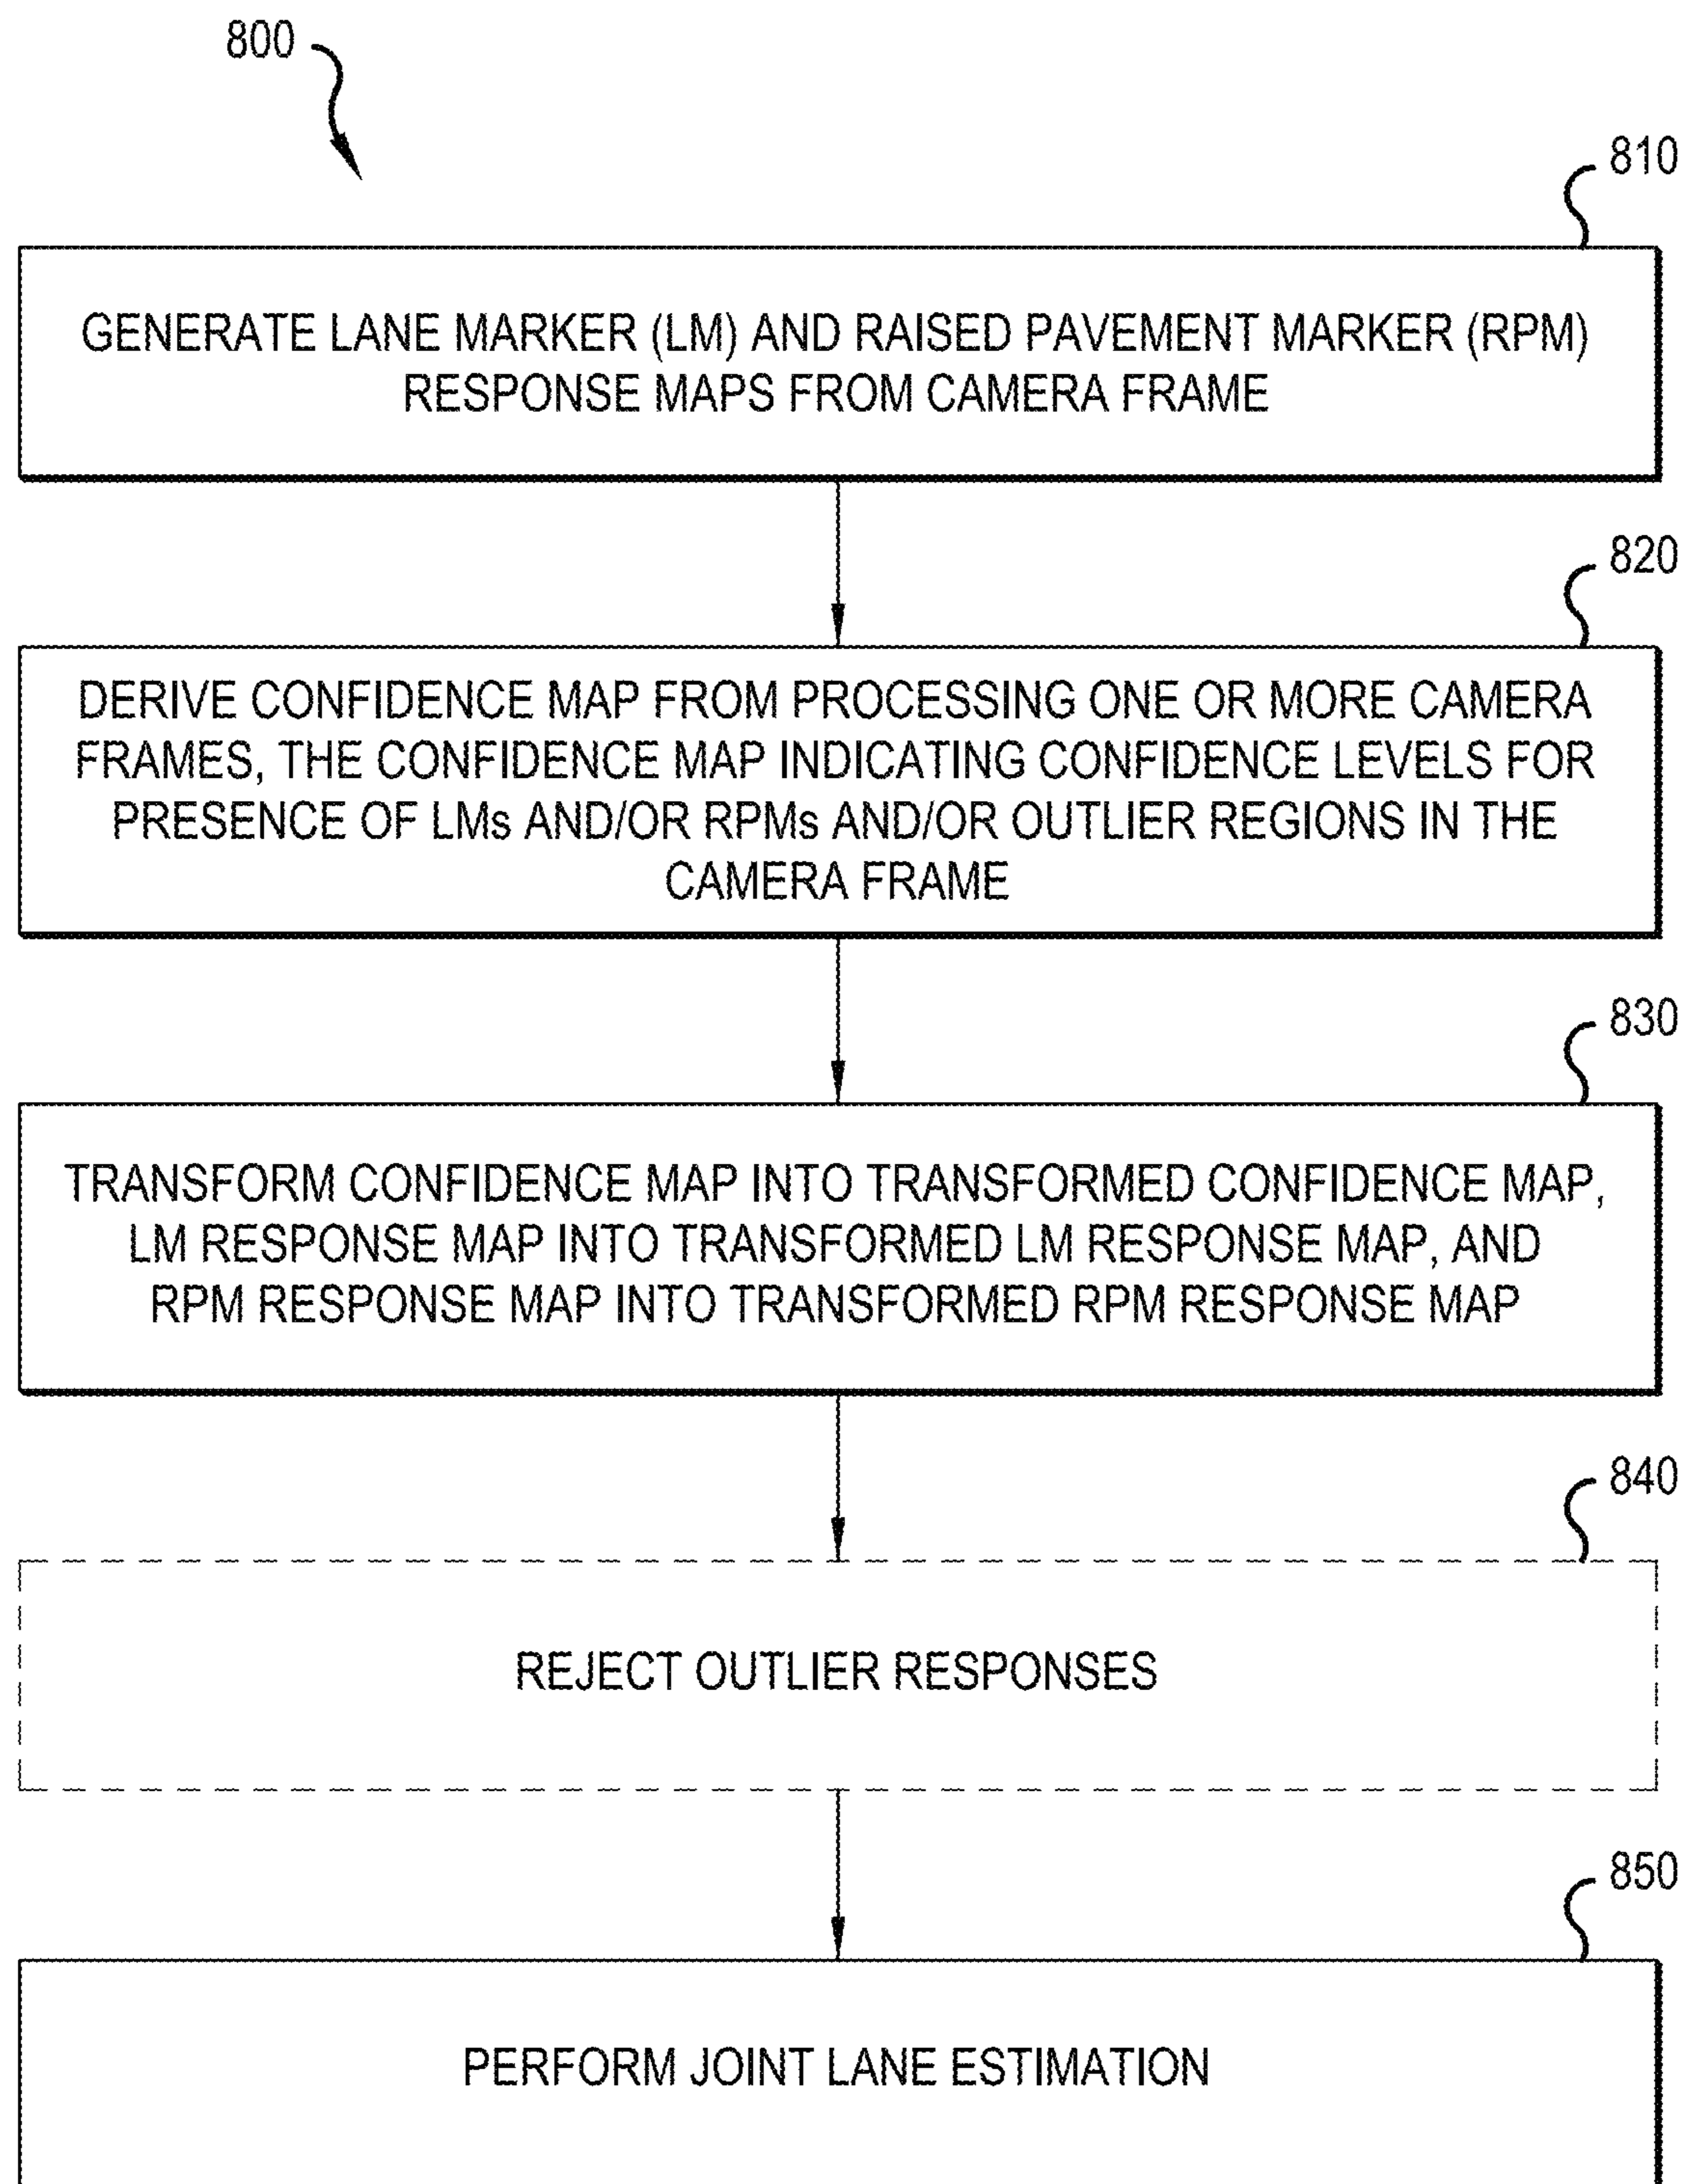 800
810
GENERATE LANE MARKER (LM) AND RAISED PAVEMENT MARKER (RPM)
RESPONSE MAPS FROM CAMERA FRAME
820
DERIVE CONFIDENCE MAP FROM PROCESSING ONE OR MORE CAMERA
FRAMES, THE CONFIDENCE MAP INDICATING CONFIDENCE LEVELS FOR
PRESENCE OF LMs AND/OR RPMs AND/OR OUTLIER REGIONS IN THE
CAMERA FRAME
830
TRANSFORM CONFIDENCE MAP INTO TRANSFORMED CONFIDENCE MAP,
LM RESPONSE MAP INTO TRANSFORMED LM RESPONSE MAP, AND
RPM RESPONSE MAP INTO TRANSFORMED RPM RESPONSE MAP
840
REJECT OUTLIER RESPONSES
850
PERFORM JOINT LANE ESTIMATION